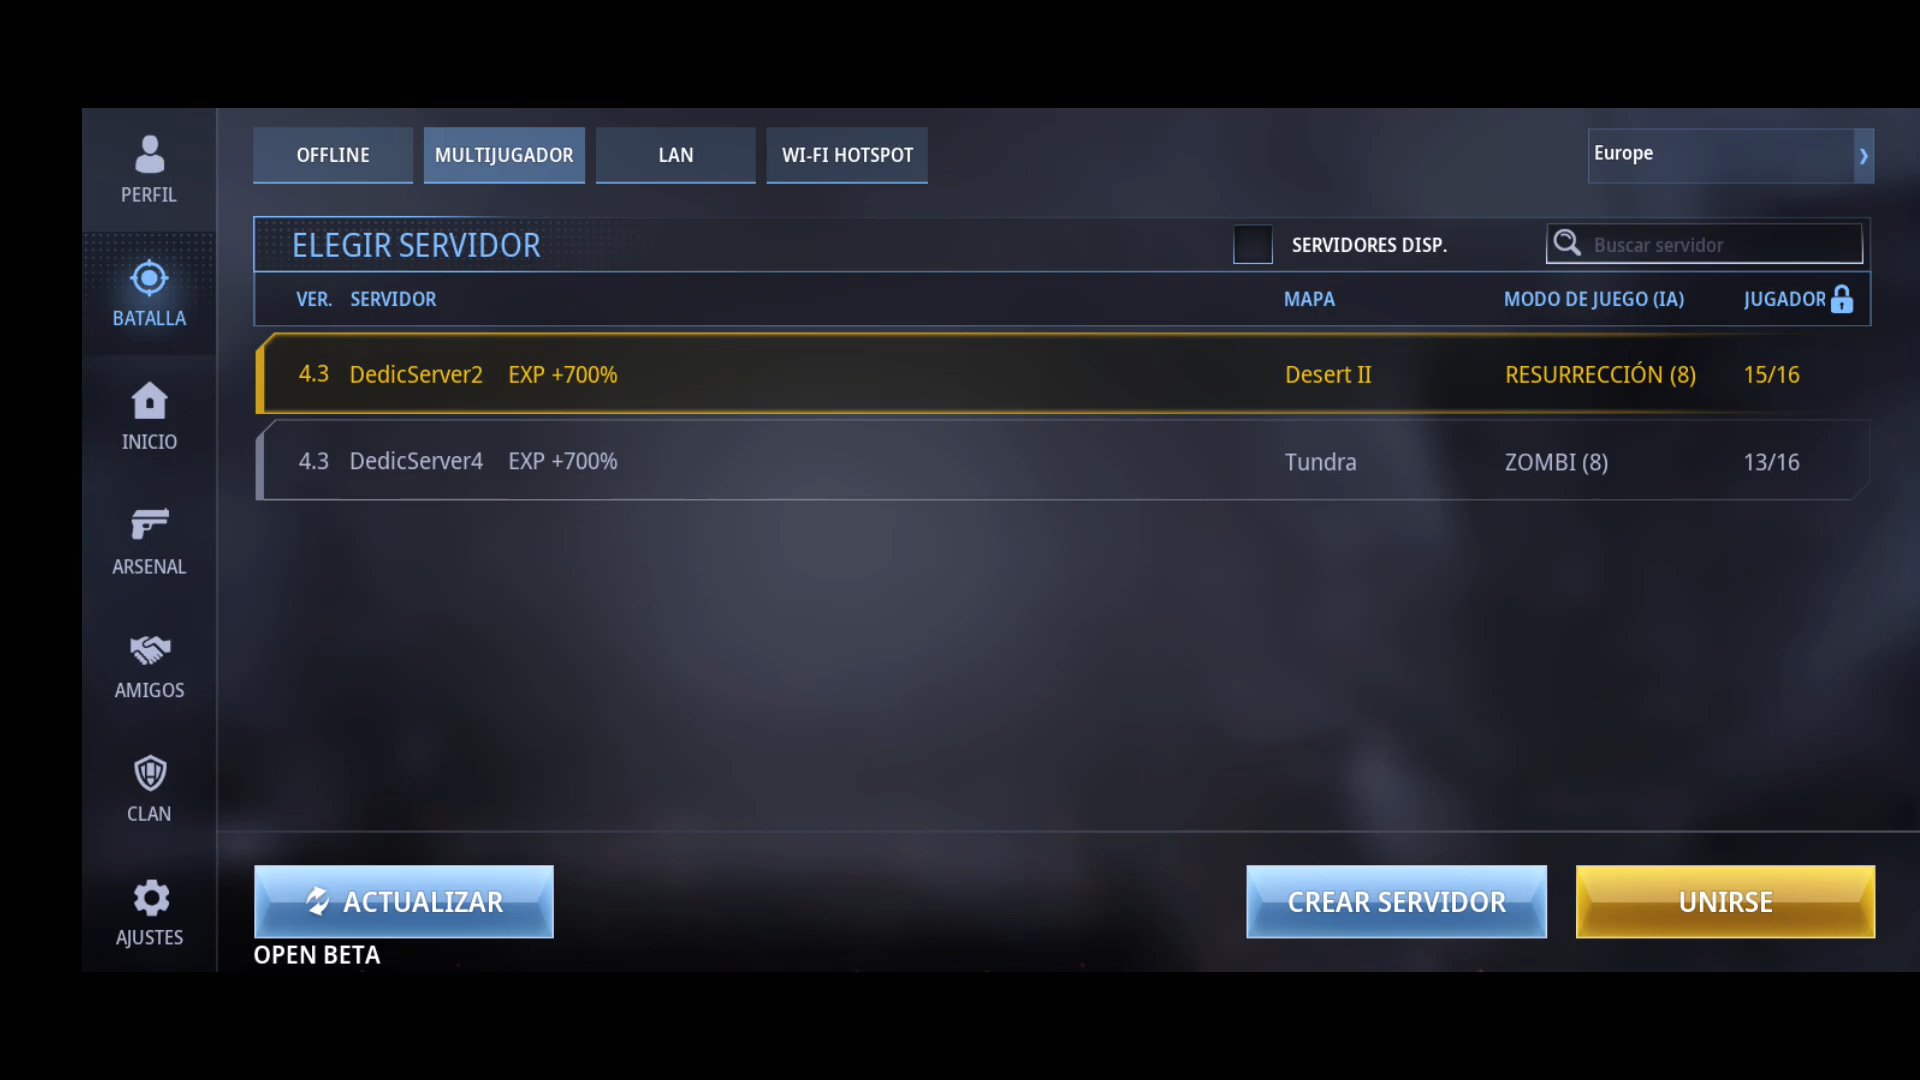 PERFIL
BATALLA
INICIO
ARSENAL
AMIGOS
CLAN
AJUSTES
OFFLINE MULTIJUGADOR LAN WI-FI HOTSPOT Europe
ELEGIR SERVIDOR SERVIDORES DISP. Buscar servidor
VER. SERVIDOR MAPA MODO DE JUEGO (IA) JUGADOR
4.3 DedicServer2 EXP +700% Desert II RESURRECCIÓN (8) 15/16
4.3 DedicServer4 EXP +700% Tundra ZOMBI (8) 13/16
ACTUALIZAR CREAR SERVIDOR UNIRSE
OPEN BETA